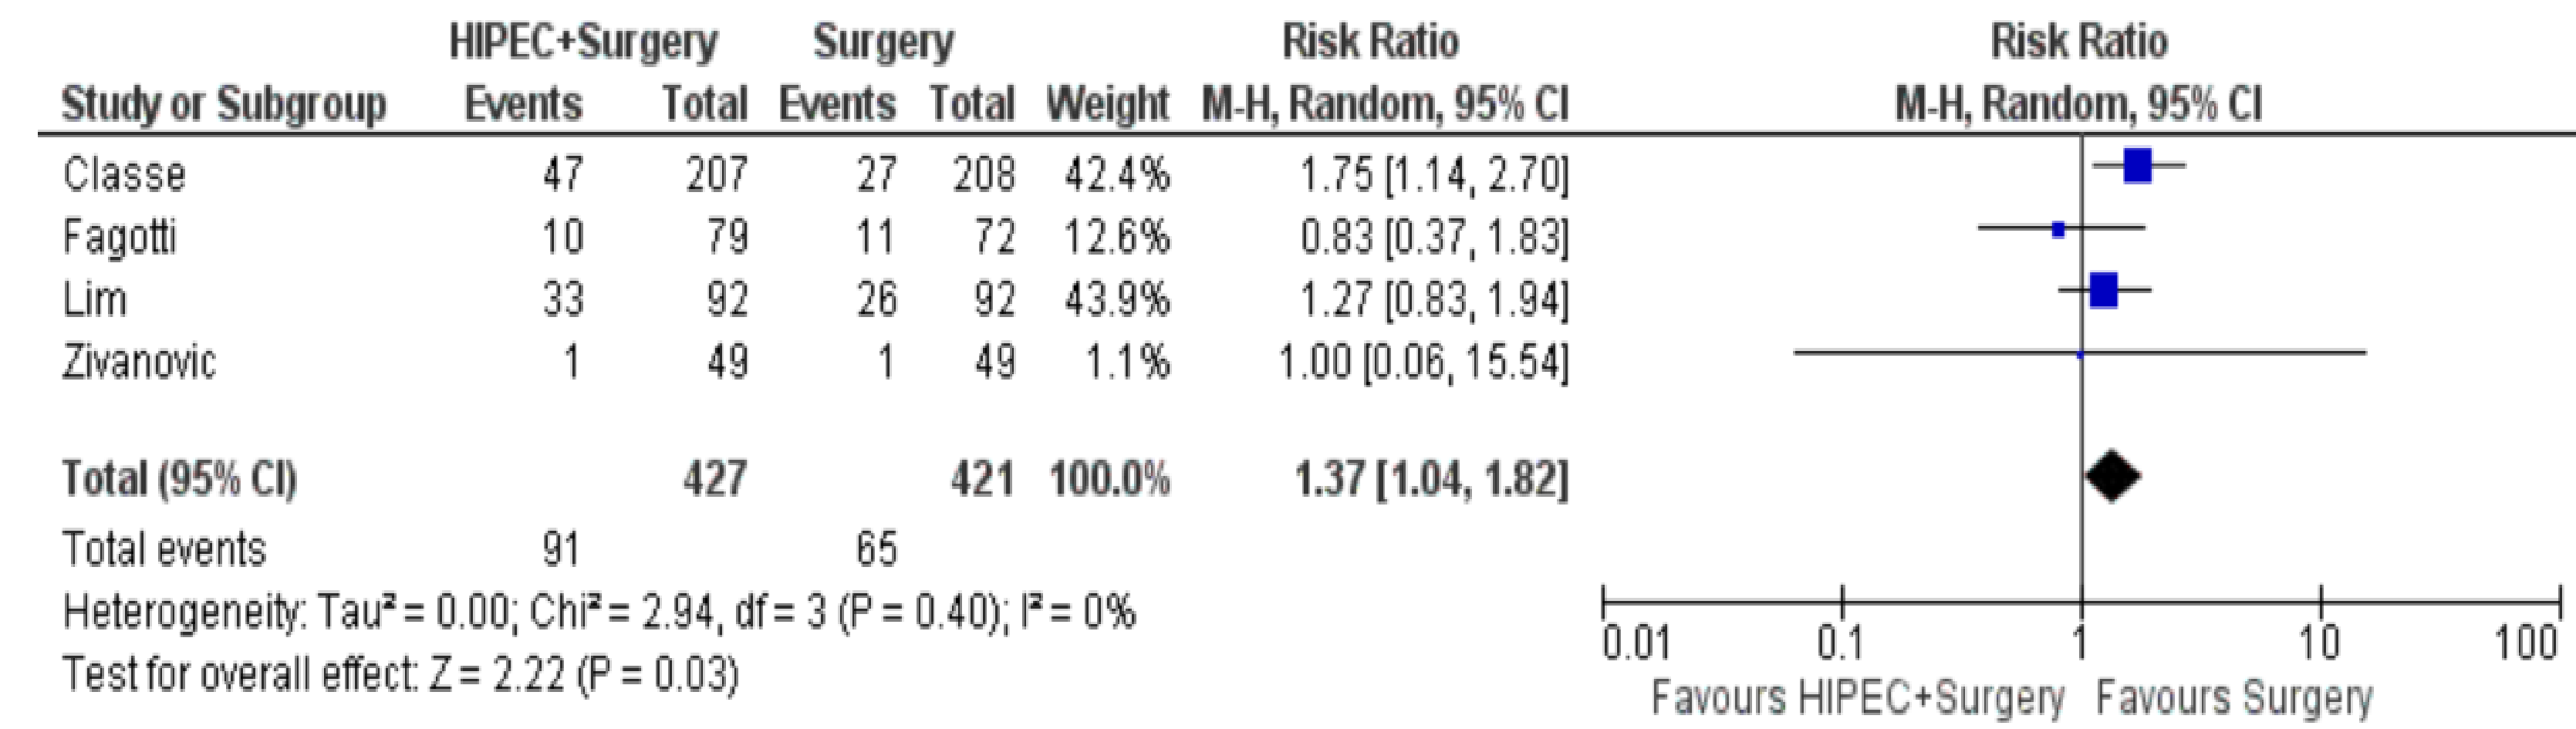 HIPEC+Surgery Surgery Risk Ratio Risk Ratio
Study or Subgroup Events Total Events Total Weight M-H, Random, 95% CI M-H, Random, 95% CI
Classe 47 207 27 208 42.4% 1.75 [1.14, 2.70]
Fagotti 10 79 11 72 12.6% 0.83 [0.37, 1.83]
Lim 33 92 26 92 43.9% 1.27 [0.83, 1.94]
Zivanovic 1 49 1 49 1.1% 1.00 [0.06, 15.54]
Total (95% CI) 427 421 100.0% 1.37 [1.04, 1.82]
Total events 91 65
Heterogeneity: Tau² = 0.00; Chi² = 2.94, df = 3 (P = 0.40); I² = 0%
Test for overall effect: Z = 2.22 (P = 0.03)
0.01 0.1 1 10 100
Favours HIPEC+Surgery Favours Surgery